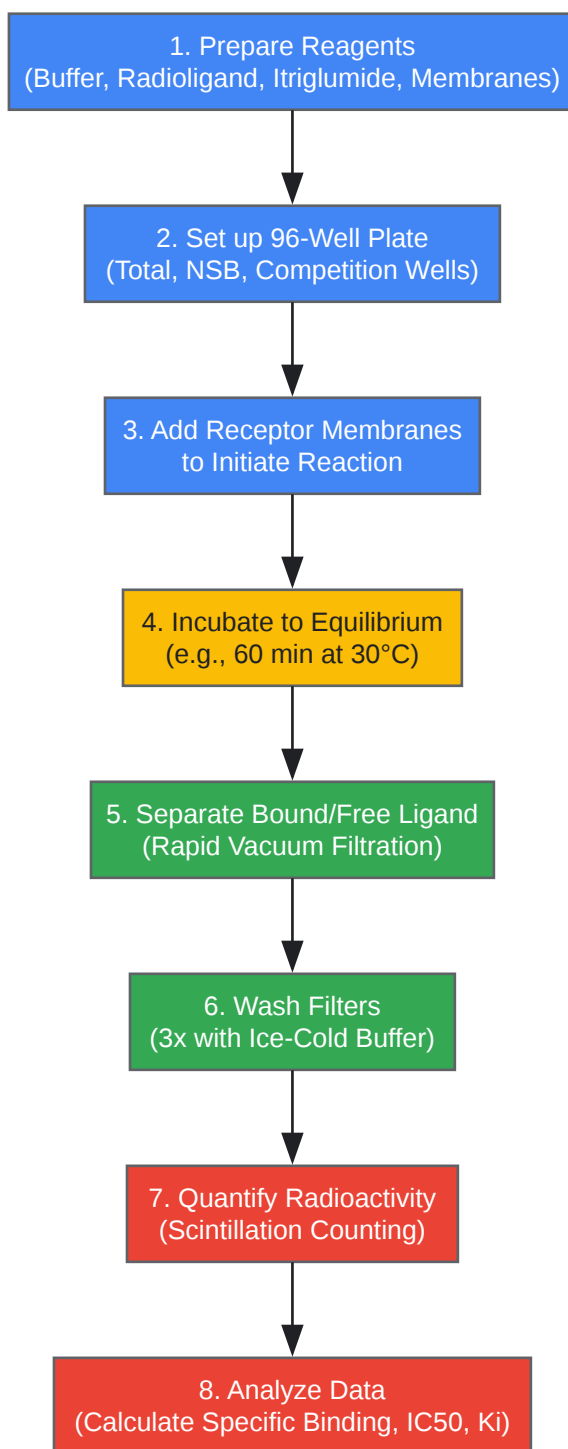 1. Prepare Reagents
(Buffer, Radioligand, Itriglumide, Membranes)
2. Set up 96-Well Plate
(Total, NSB, Competition Wells)
3. Add Receptor Membranes
to Initiate Reaction
4. Incubate to Equilibrium
(e.g., 60 min at 30°C)
5. Separate Bound/Free Ligand
(Rapid Vacuum Filtration)
6. Wash Filters
(3x with Ice-Cold Buffer)
7. Quantify Radioactivity
(Scintillation Counting)
8. Analyze Data
(Calculate Specific Binding, IC50, Ki)